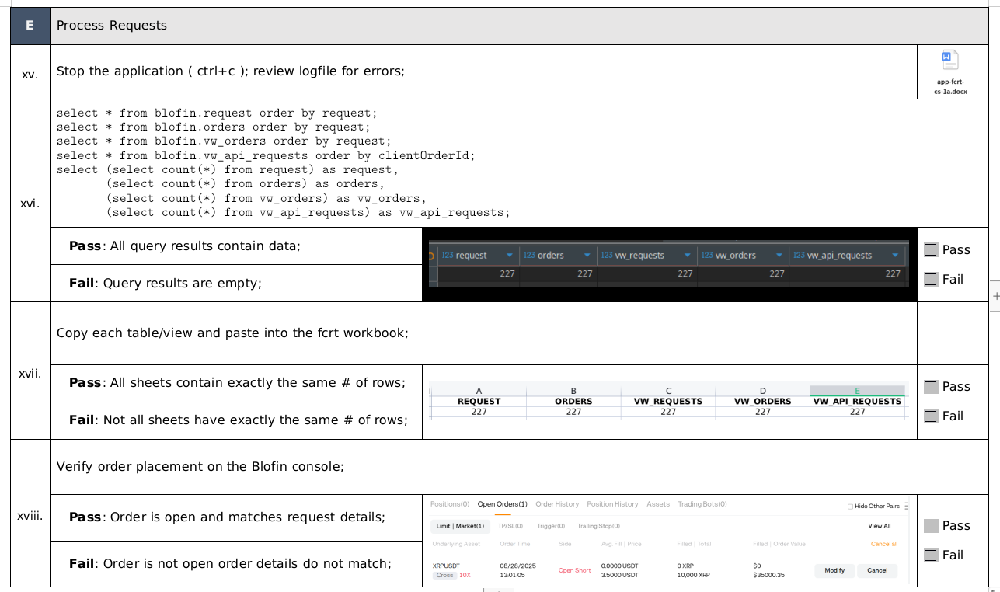 E Process Requests
xv. Stop the application ( ctrl+c ); review logfile for errors;
app-fcrt-
cs-1a.docx
xvi.
select * from blofin.request order by request;
select * from blofin.orders order by request;
select * from blofin.vw_orders order by request;
select * from blofin.vw_api_requests order by clientOrderId;
select (select count(*) from request) as request,
(select count(*) from orders) as orders,
(select count(*) from vw_orders) as vw_orders,
(select count(*) from vw_api_requests) as vw_api_requests;
Pass: All query results contain data;
Fail: Query results are empty;
123 request 123 orders 123 vw_requests 123 vw_orders 123 vw_api_requests
227 227 227 227 227
Pass
Fail
xvii.
Copy each table/view and paste into the fcrt workbook;
Pass: All sheets contain exactly the same # of rows;
Fail: Not all sheets have exactly the same # of rows;
A B C D E
REQUEST ORDERS VW_REQUESTS VW_ORDERS VW_API_REQUESTS
227 227 227 227 227
Pass
Fail
xviii.
Verify order placement on the Blofin console;
Pass: Order is open and matches request details;
Fail: Order is not open order details do not match;
Positions(0) Open Orders(1) Order History Position History Assets Trading Bots(0) Hide Other Pairs
Limit | Market(1) TP/SL(0) Trigger(0) Trailing Stop(0) View All
Underlying Asset Order Time Side Avg. Fill | Price Filled | Total Filled | Order Value Cancel all
XRPUSDT 08/28/2025 0.0000 USDT 0 XRP $0
Open Short Modify Cancel
Cross 10X 13:01:05 3.5000 USDT 10,000 XRP $35000.35
Pass
Fail